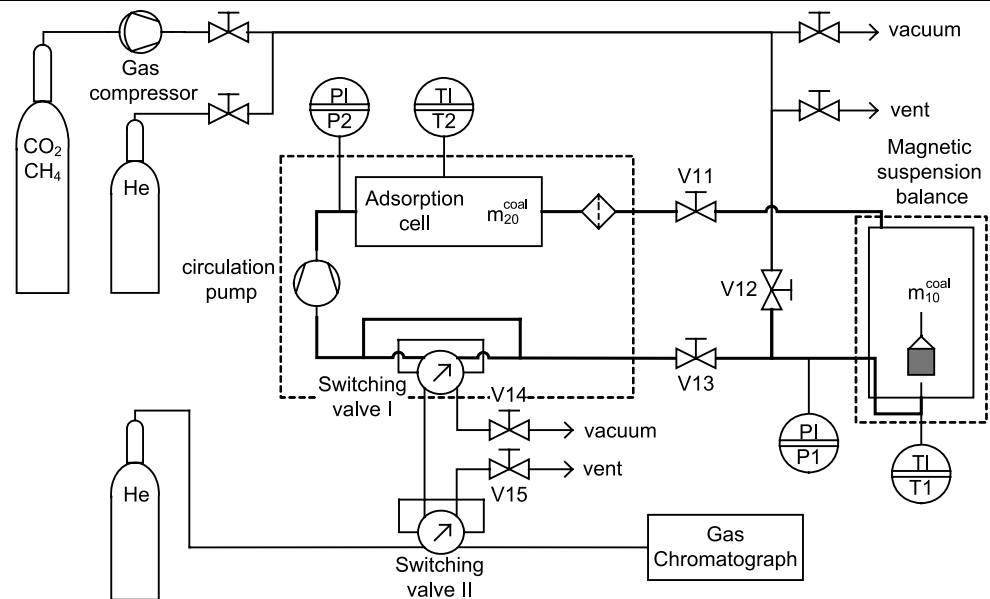 vacuum
Gas
compressor
vent
PI
P2
TI
T2
CO2
CH4
He
Magnetic
suspension
balance
V11
Adsorption
cell
m20coal
circulation
pump
V12
m10coal
Switching
valve I
V13
V14
vacuum
PI
P1
vent
V15
TI
T1
He
Gas
Chromatograph
Switching
valve II